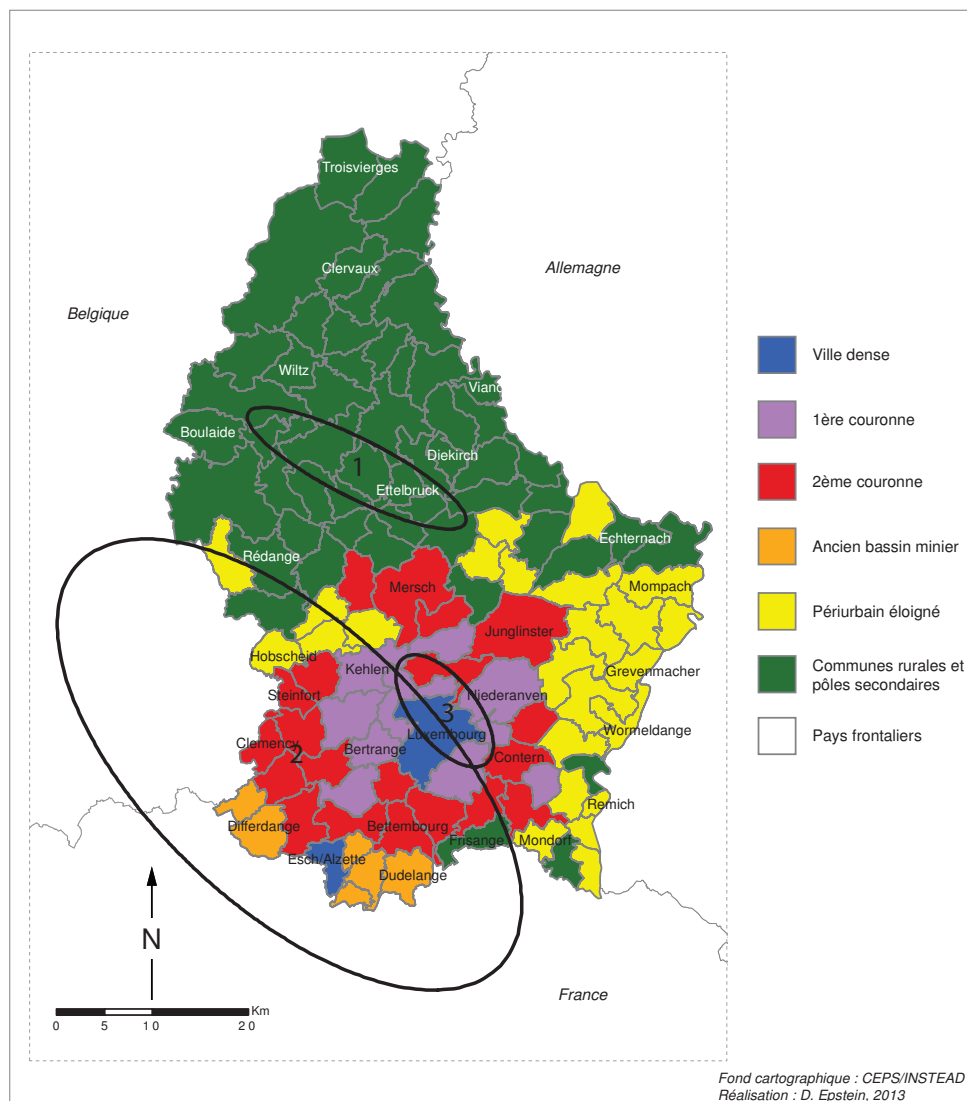 Troisvierges
Clervaux
Allemagne
Belgique
Wiltz
Viand
Boulaide
Diekirch
1
Ettelbruck
Echternach
Rédange
Mersch
Mompach
Junglinster
Hobscheid
Kehlen
Grevenmacher
Steinfort
Niederanven
3
Luxembourg
Wormeldange
Clemency
2
Bertrange
Contern
Remich
Differdange
Bettembourg
Frisange
Mondorf
Esch/Alzette
Dudelange
N
France
Km
0 5 10 20
Ville dense
1ère couronne
2ème couronne
Ancien bassin minier
Périurbain éloigné
Communes rurales et
pôles secondaires
Pays frontaliers
Fond cartographique : CEPS/INSTEAD
Réalisation : D. Epstein, 2013